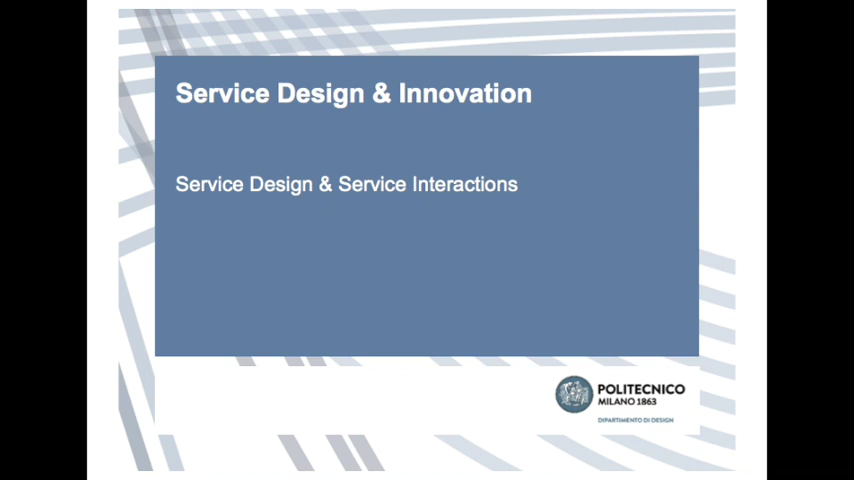 Service Design & Innovation
Service Design & Service Interactions
POLITECNICO
MILANO 1863
DIPARTIMENTO DI DESIGN